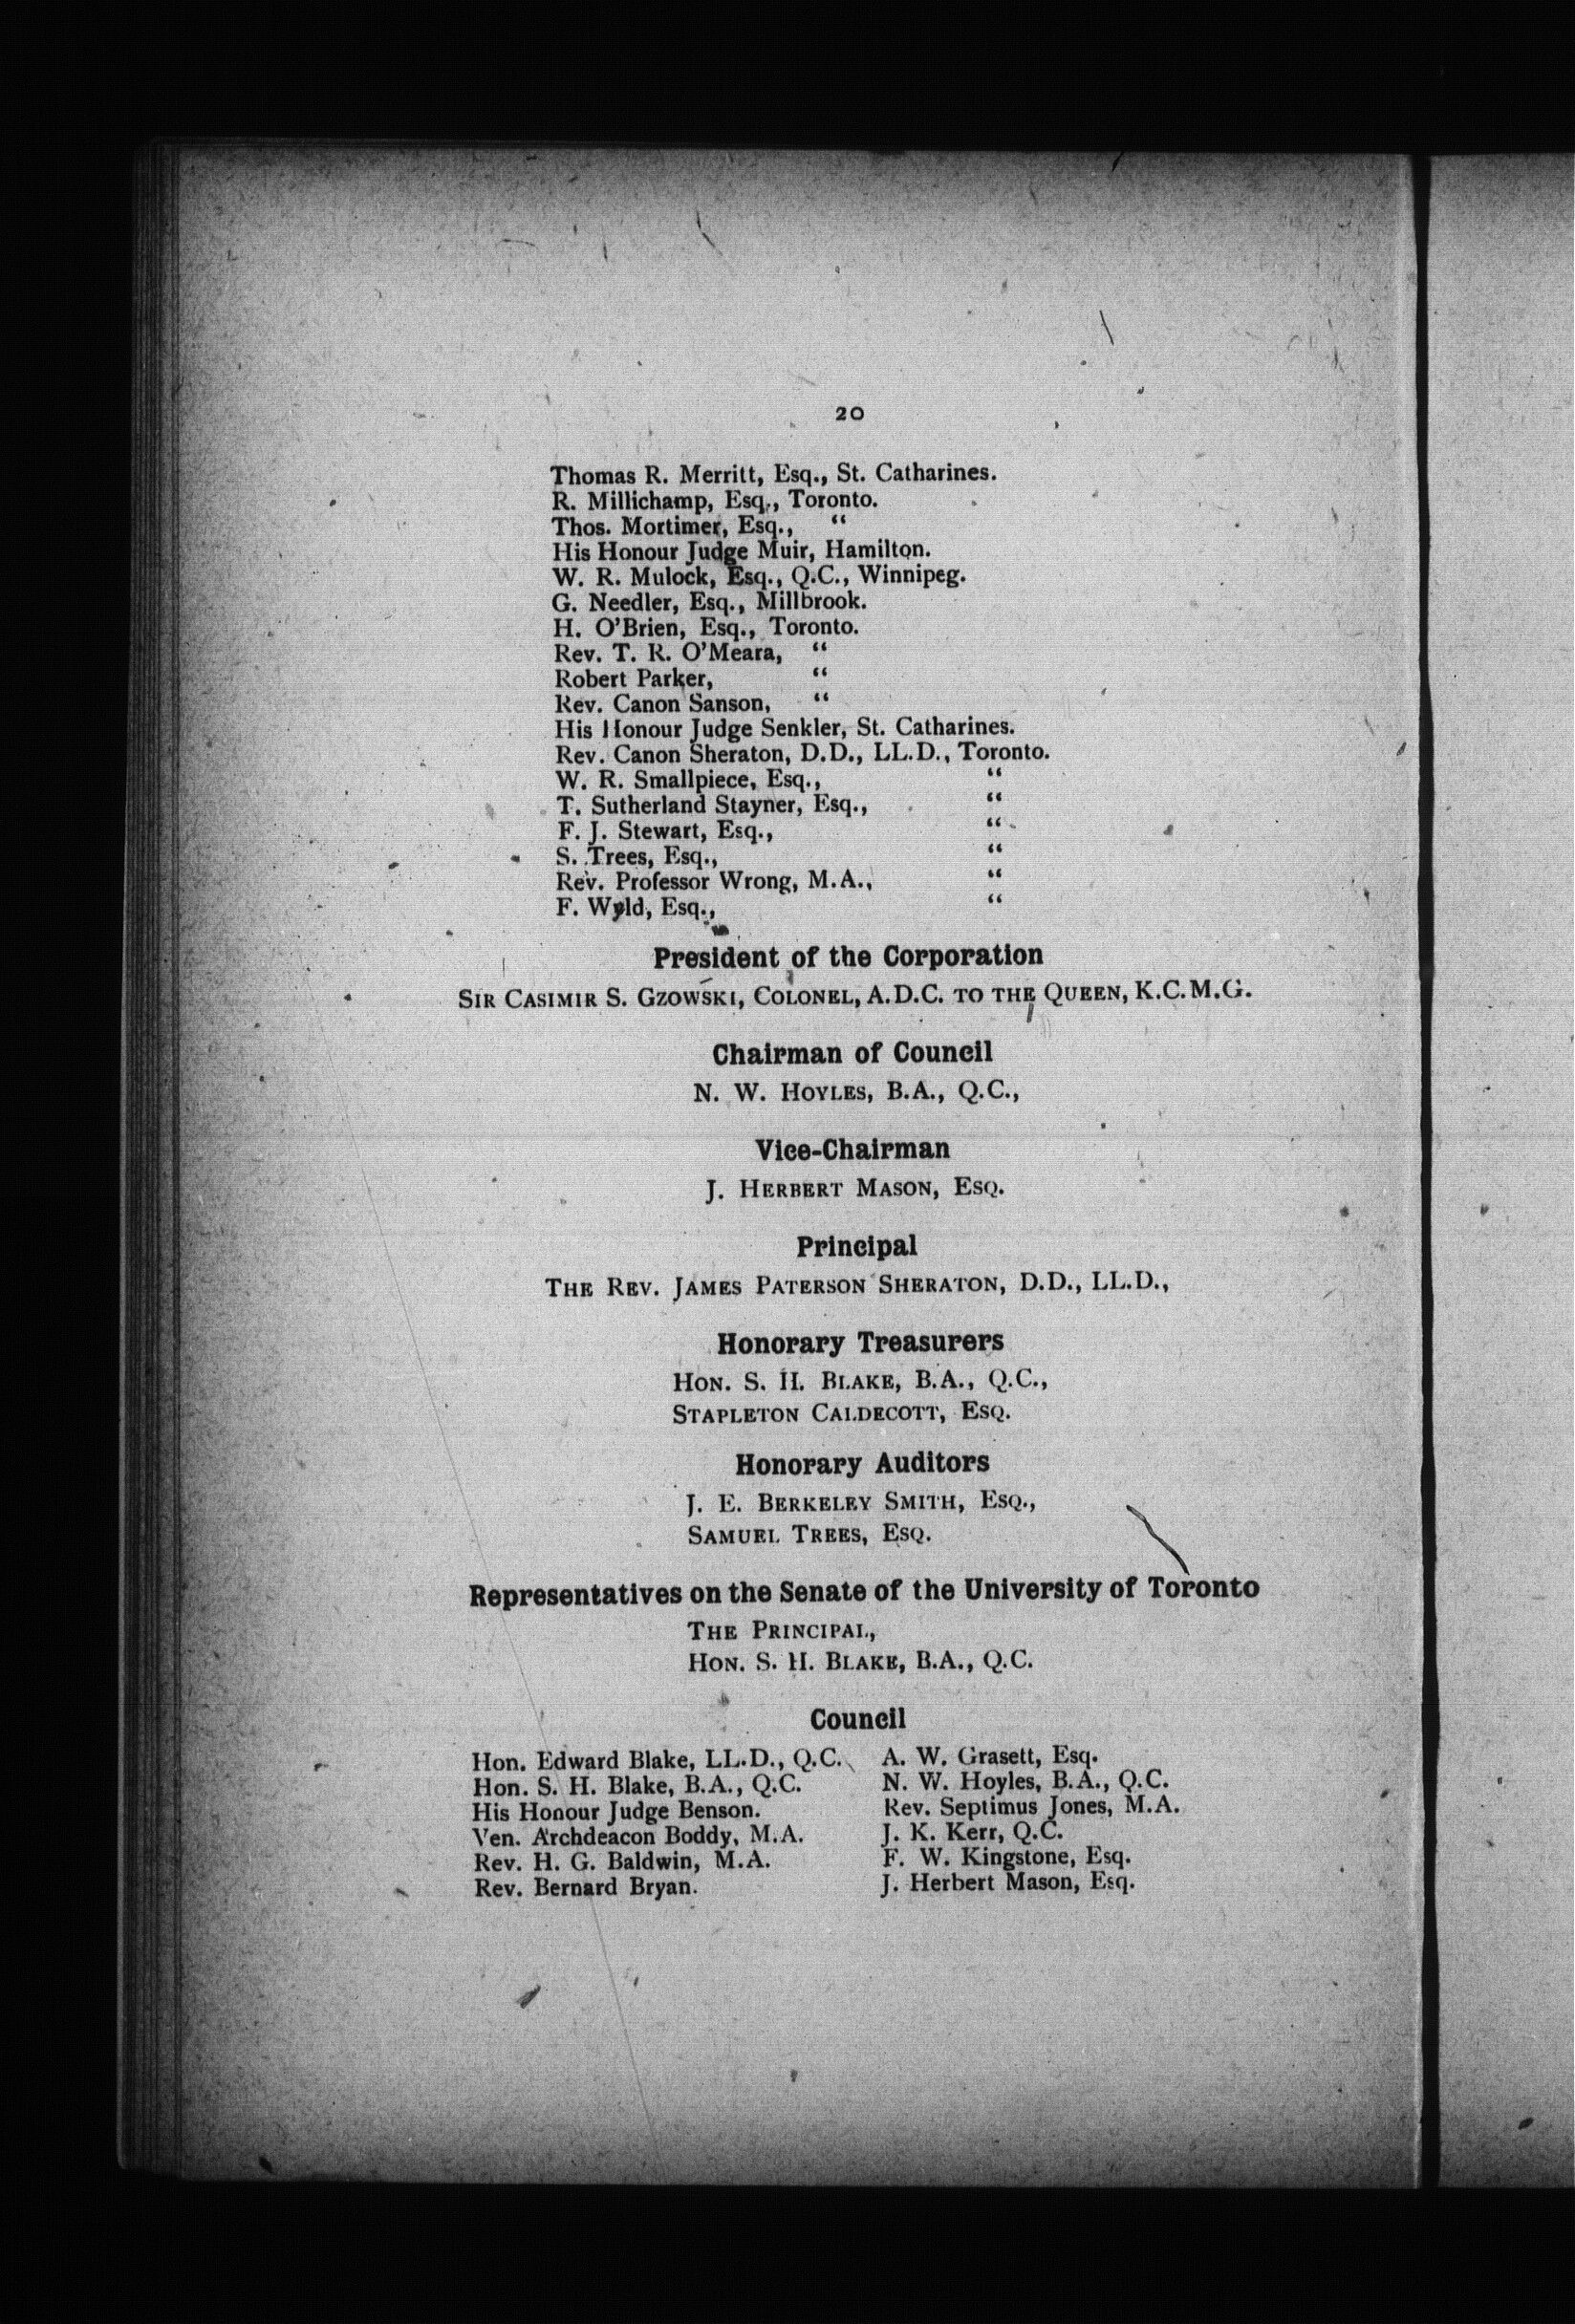 20
Thomas R. Merritt, Esq., St. Catharines.
R. Millichamp, Esq., Toronto.
Thos. Mortimer, Esq., “
His Honour Judge Muir, Hamilton.
W. R. Mulock, Esq., Q.C., Winnipeg.
G. Needler, Esq., Millbrook.
H. O’Brien, Esq., Toronto.
Rev. T. R. O’Meara, “
Robert Parker, “
Rev. Canon Sanson, “
His Honour Judge Senkler, St. Catharines.
Rev. Canon Sheraton, D.D., LL.D., Toronto.
W. R. Smallpiece, Esq., “
T. Sutherland Stayner, Esq., “
F. J. Stewart, Esq., “
S. Trees, Esq., “
Rev. Professor Wrong, M.A., “
F. Wyld, Esq., “
President of the Corporation
SIR CASIMIR S. GZOWSKI, COLONEL, A.D.C. TO THE QUEEN, K.C.M.G.
Chairman of Council
N. W. HOYLES, B.A., Q.C.,
Vice-Chairman
J. HERBERT MASON, ESQ.
Principal
THE REV. JAMES PATERSON SHERATON, D.D., LL.D.,
Honorary Treasurers
HON. S. H. BLAKE, B.A., Q.C.,
STAPLETON CALDECOTT, ESQ.
Honorary Auditors
J. E. BERKELEY SMITH, ESQ.,
SAMUEL TREES, ESQ.
Representatives on the Senate of the University of Toronto
THE PRINCIPAL,
HON. S. H. BLAKE, B.A., Q.C.
Council
Hon. Edward Blake, LL.D., Q.C.
Hon. S. H. Blake, B.A., Q.C.
His Honour Judge Benson.
Ven. Archdeacon Boddy, M.A.
Rev. H. G. Baldwin, M.A.
Rev. Bernard Bryan.
A. W. Grasett, Esq.
N. W. Hoyles, B.A., Q.C.
Rev. Septimus Jones, M.A.
J. K. Kerr, Q.C.
F. W. Kingstone, Esq.
J. Herbert Mason, Esq.